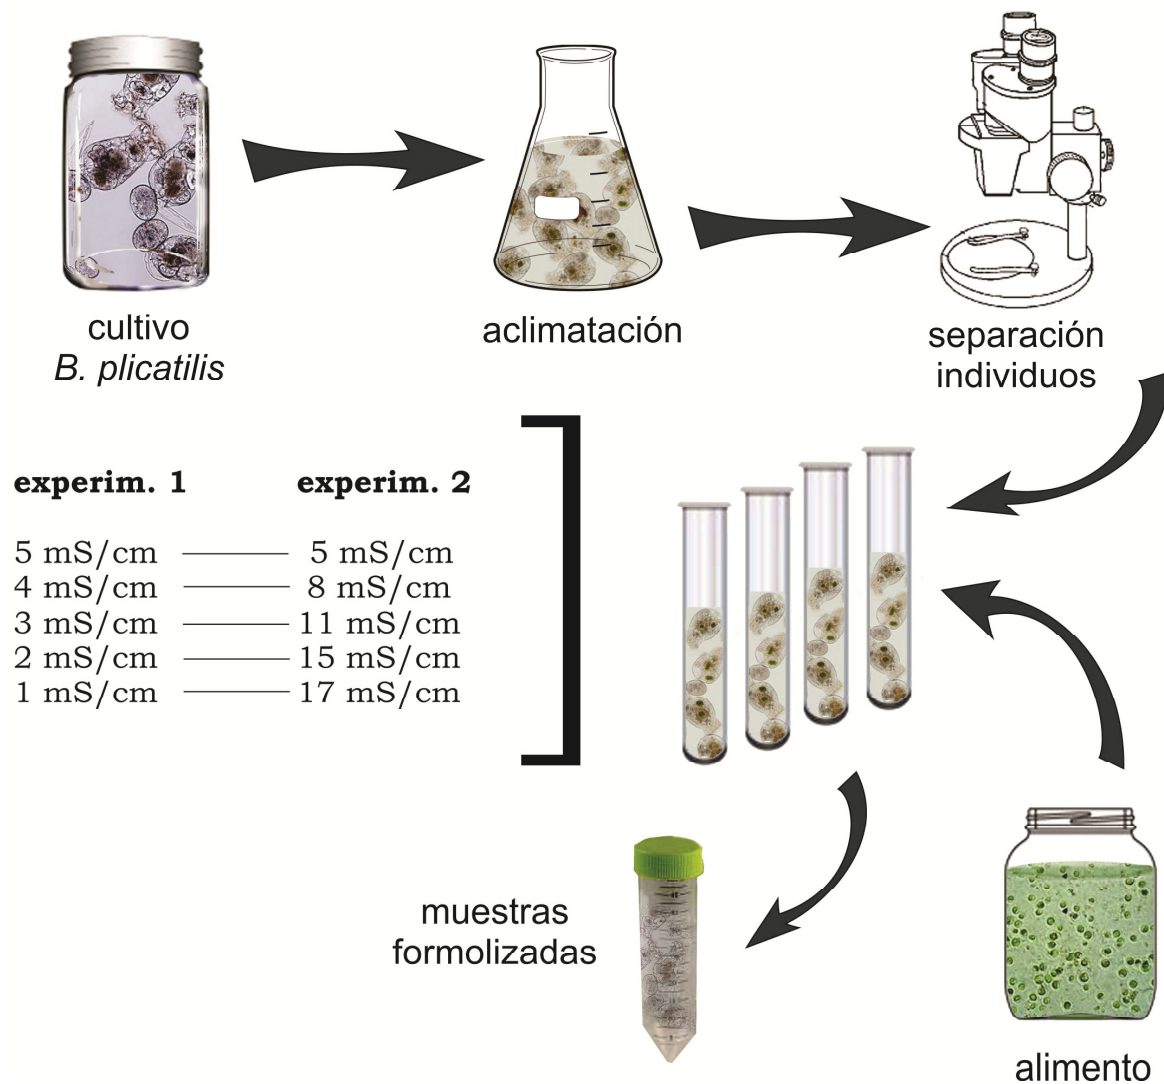 cultivo
B. plicatilis
aclimatación
separación
individuos
experim. 1 experim. 2
5 mS/cm 5 mS/cm
4 mS/cm 8 mS/cm
3 mS/cm 11 mS/cm
2 mS/cm 15 mS/cm
1 mS/cm 17 mS/cm
muestras
formolizadas
alimento